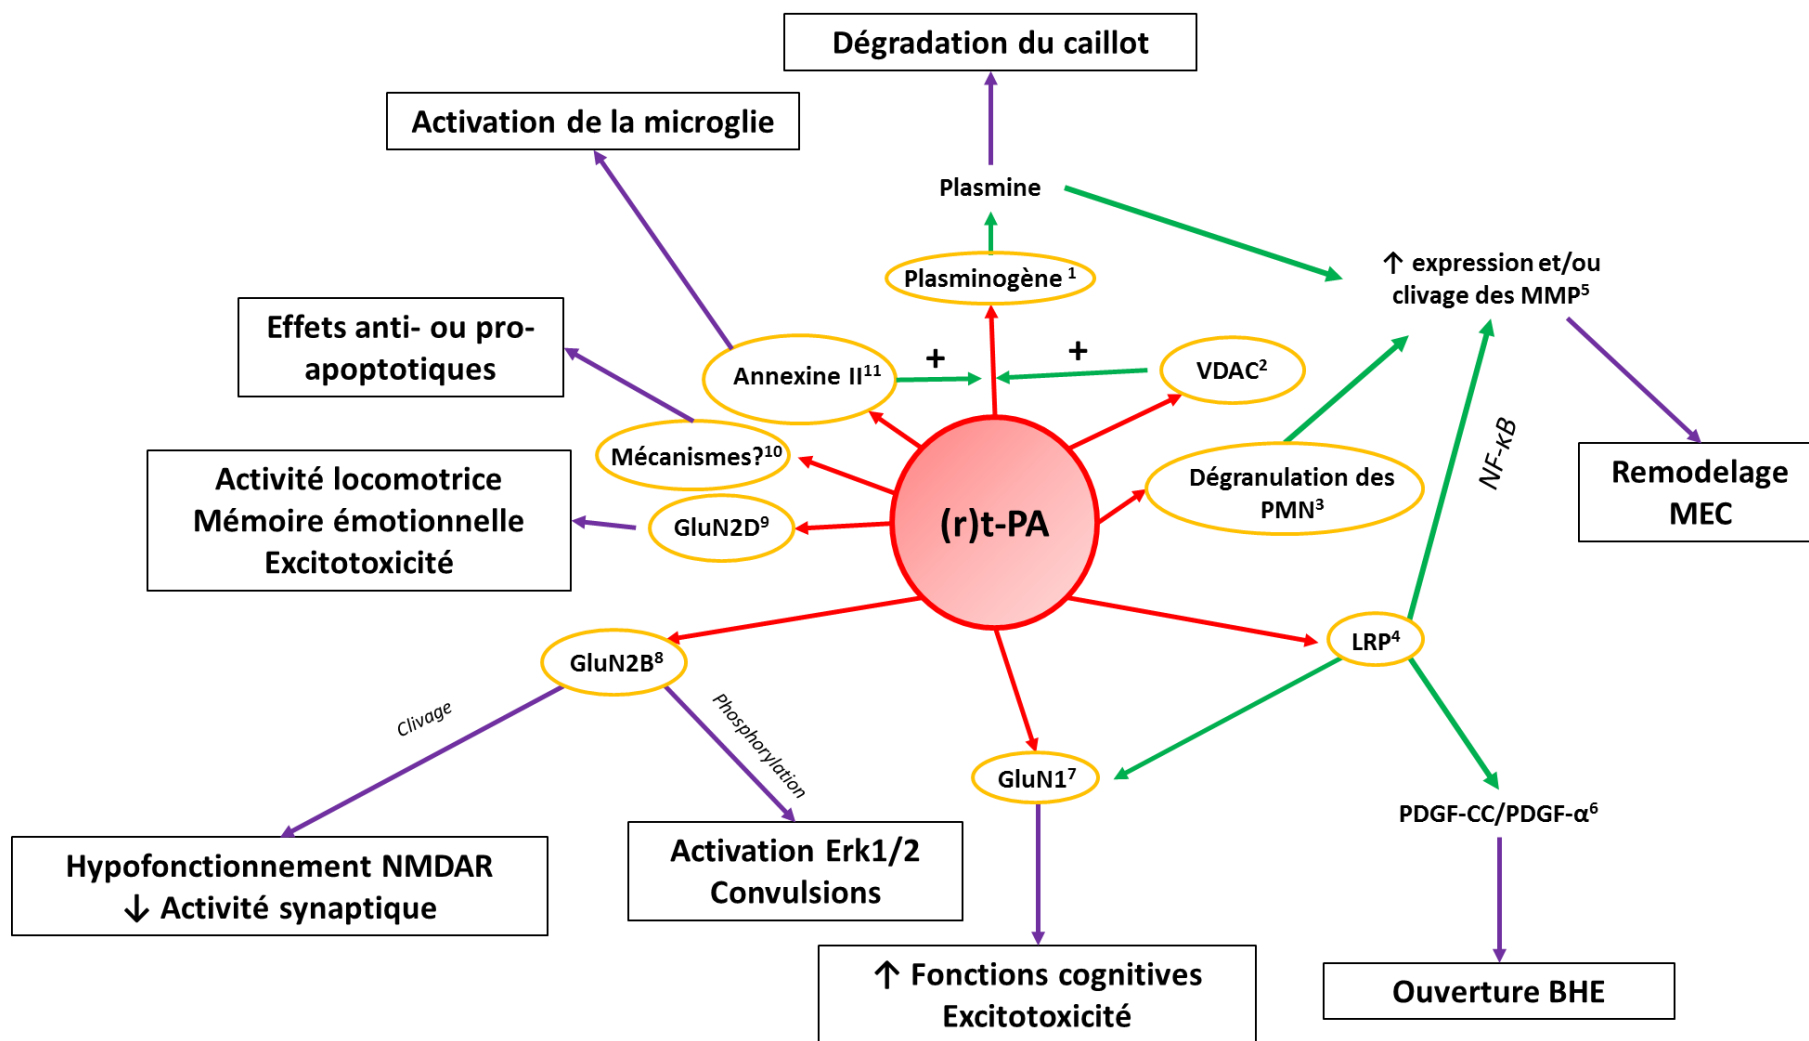 Dégradation du caillot
Activation de la microglie
Plasmine
Plasminogène ¹
↑ expression et/ou
clivage des MMP⁵
Effets anti- ou pro-
apoptotiques
Annexine II¹¹
+
+
VDAC²
NF-κB
Mécanismes?¹⁰
Dégranulation des
PMN³
Remodelage
MEC
Activité locomotrice
Mémoire émotionnelle
Excitotoxicité
GluN2D⁹
(r)t-PA
GluN2B⁸
LRP⁴
Clivage
Phosphorylation
GluN1⁷
PDGF-CC/PDGF-α⁶
Hypofonctionnement NMDAR
↓ Activité synaptique
Activation Erk1/2
Convulsions
↑ Fonctions cognitives
Excitotoxicité
Ouverture BHE